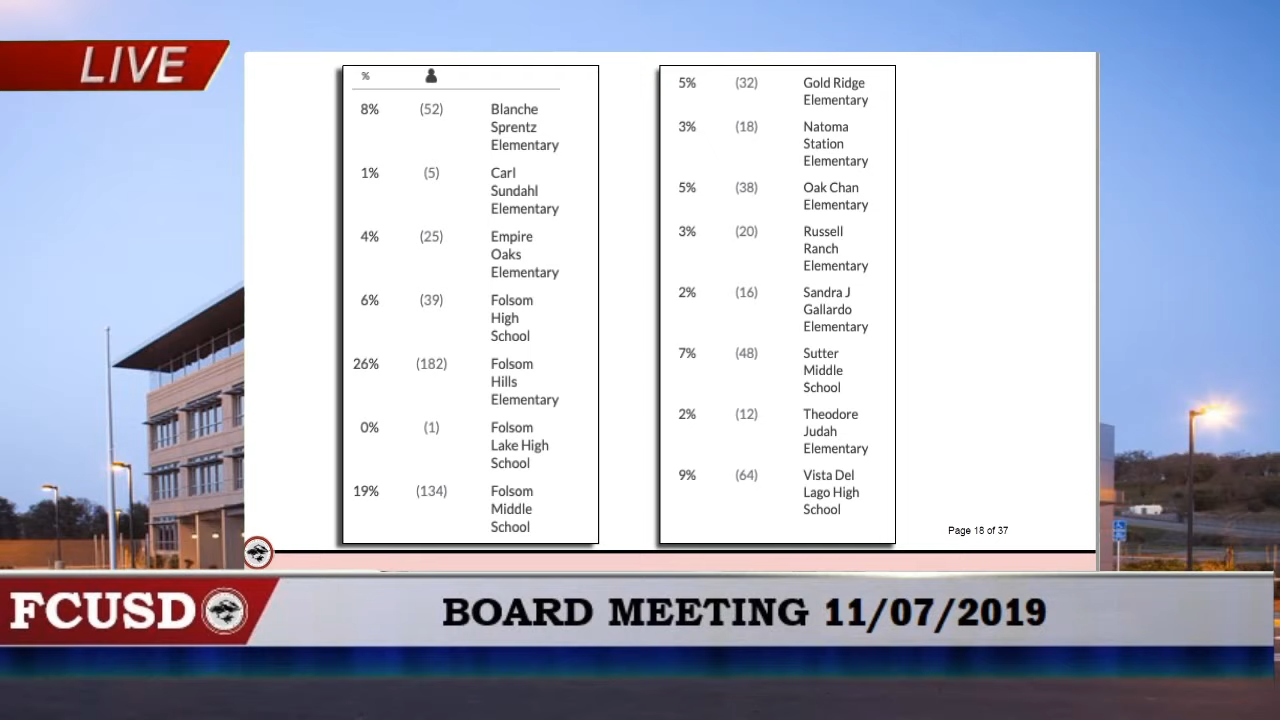 LIVE
%
8% (52) Blanche
Sprentz
Elementary
1% (5) Carl
Sundahl
Elementary
4% (25) Empire
Oaks
Elementary
6% (39) Folsom
High
School
26% (182) Folsom
Hills
Elementary
0% (1) Folsom
Lake High
School
19% (134) Folsom
Middle
School
5% (32) Gold Ridge
Elementary
3% (18) Natoma
Station
Elementary
5% (38) Oak Chan
Elementary
3% (20) Russell
Ranch
Elementary
2% (16) Sandra J
Gallardo
Elementary
7% (48) Sutter
Middle
School
2% (12) Theodore
Judah
Elementary
9% (64) Vista Del
Lago High
School
Page 18 of 37
FCUSD
BOARD MEETING 11/07/2019